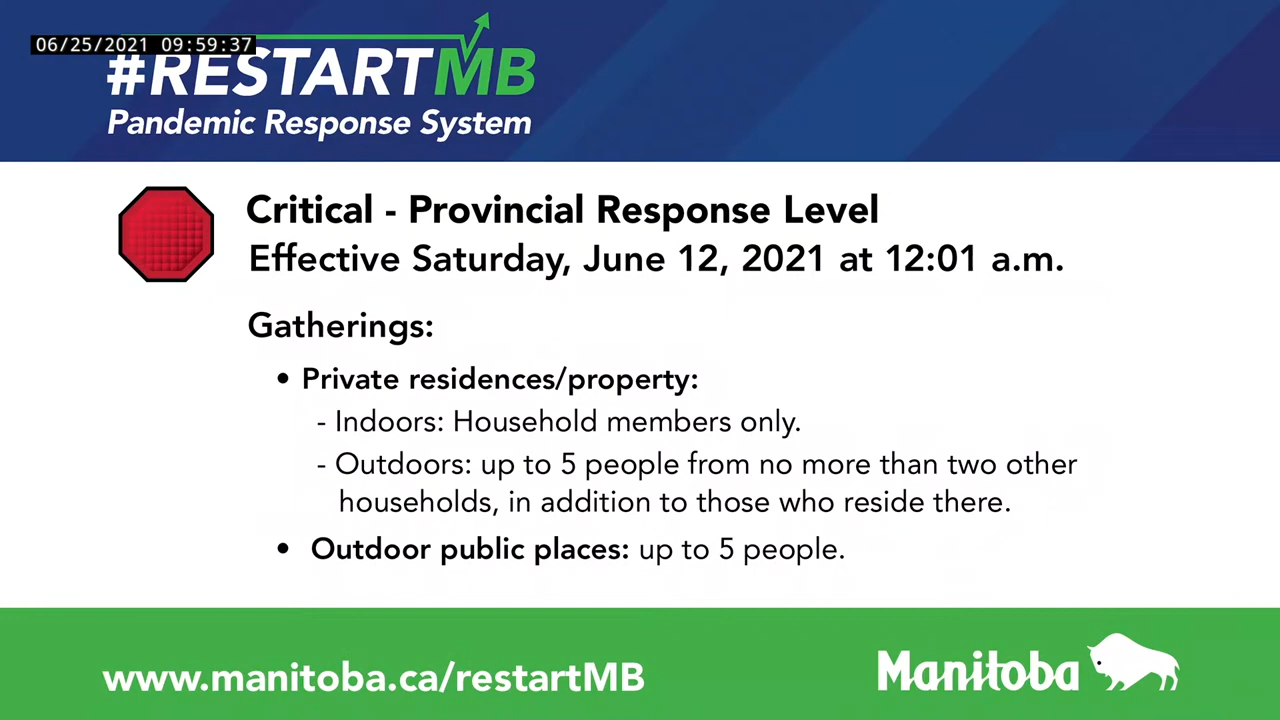 06/25/2021 09:59:37
#RESTARTMB
Pandemic Response System
Critical - Provincial Response Level
Effective Saturday, June 12, 2021 at 12:01 a.m.
Gatherings:
• Private residences/property:
- Indoors: Household members only.
- Outdoors: up to 5 people from no more than two other
households, in addition to those who reside there.
• Outdoor public places: up to 5 people.
www.manitoba.ca/restartMB
Manitoba